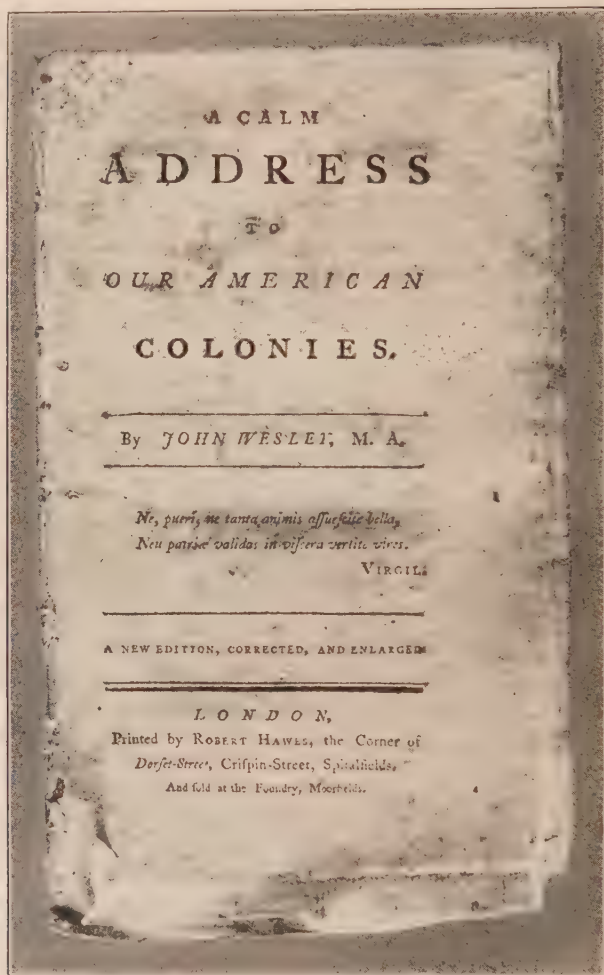 A CALM
ADDRESS
TO
OUR AMERICAN
COLONIES.
By JOHN WESLEY, M. A.
Ne, pueri, ne tanta animis aſſueſcite bella,
Neu patriæ validas in viſcera vertite vires.
VIRGIL.
A NEW EDITION, CORRECTED, AND ENLARGED
LONDON,
Printed by ROBERT HAWES, the Corner of
Dorſet-Street, Criſpin-Street, Spitalfields.
And ſold at the Foundry, Moorfields.